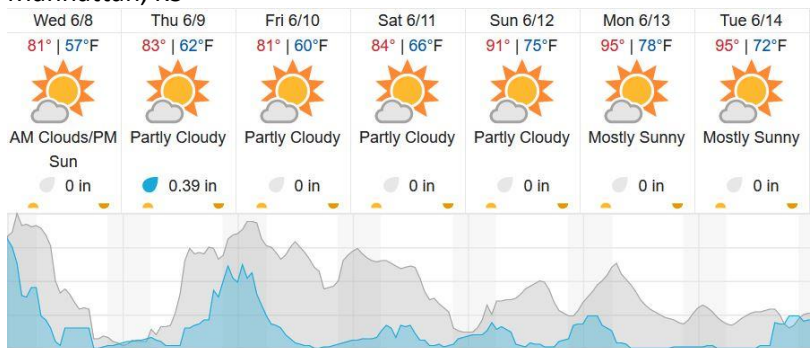 Manhattan, KS
Wed 6/8 Thu 6/9 Fri 6/10 Sat 6/11 Sun 6/12 Mon 6/13 Tue 6/14
81° | 57°F 83° | 62°F 81° | 60°F 84° | 66°F 91° | 75°F 95° | 78°F 95° | 72°F
AM Clouds/PM Partly Cloudy Partly Cloudy Partly Cloudy Partly Cloudy Mostly Sunny Mostly Sunny
Sun
0 in 0.39 in 0 in 0 in 0 in 0 in 0 in